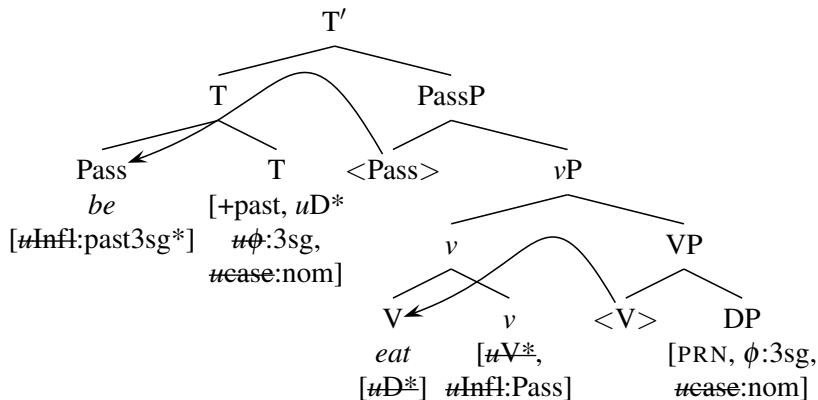 T′
T PassP
Pass T <Pass> vP
be [+past, uD*
[uInfl:past3sg*] uϕ:3sg,
ucase:nom]
v VP
V v <V> DP
eat [uV*, [PRN, ϕ:3sg,
[uD*] uInfl:Pass] ucase:nom]